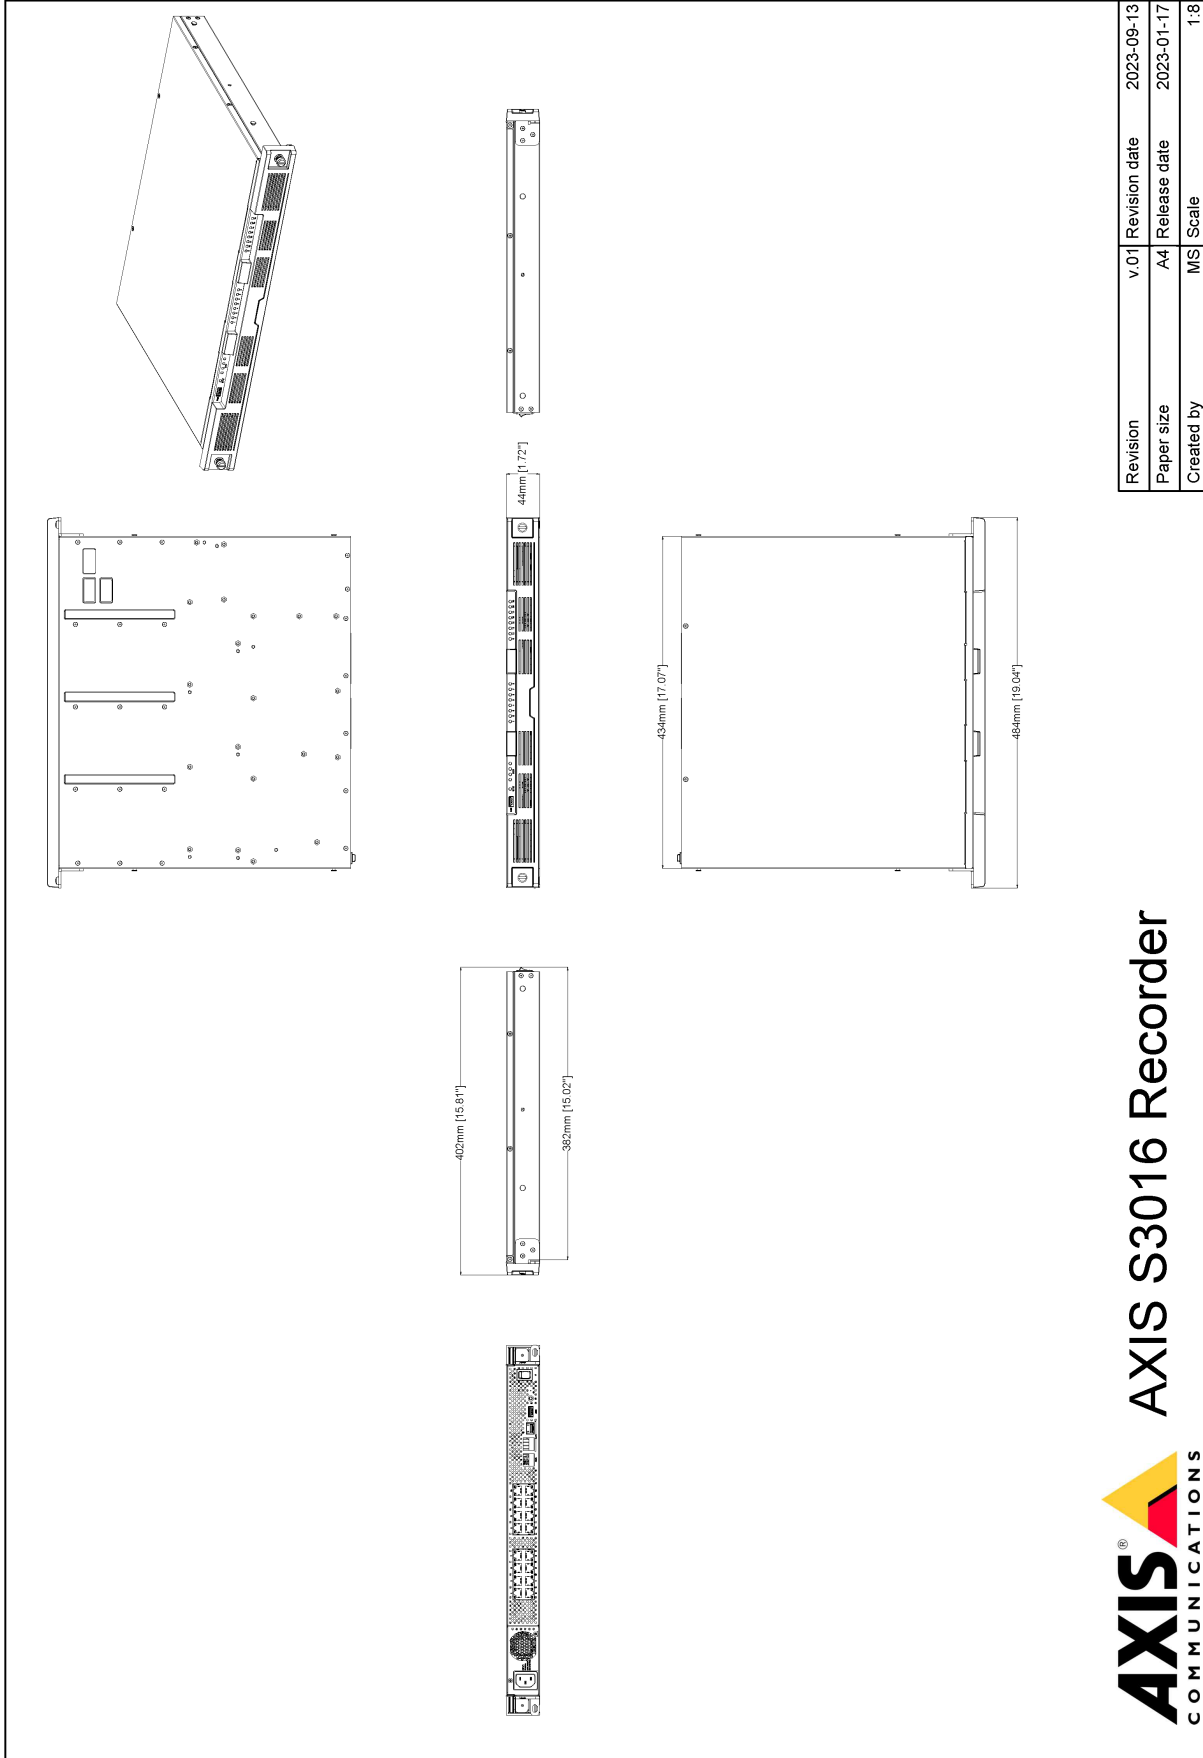 44mm [1.72"]
402mm [15.81"]
382mm [15.02"]
434mm [17.07"]
484mm [19.04"]
AXIS®
COMMUNICATIONS
AXIS S3016 Recorder
Revision v.01 Revision date 2023-09-13
Paper size A4 Release date 2023-01-17
Created by MS Scale 1:8